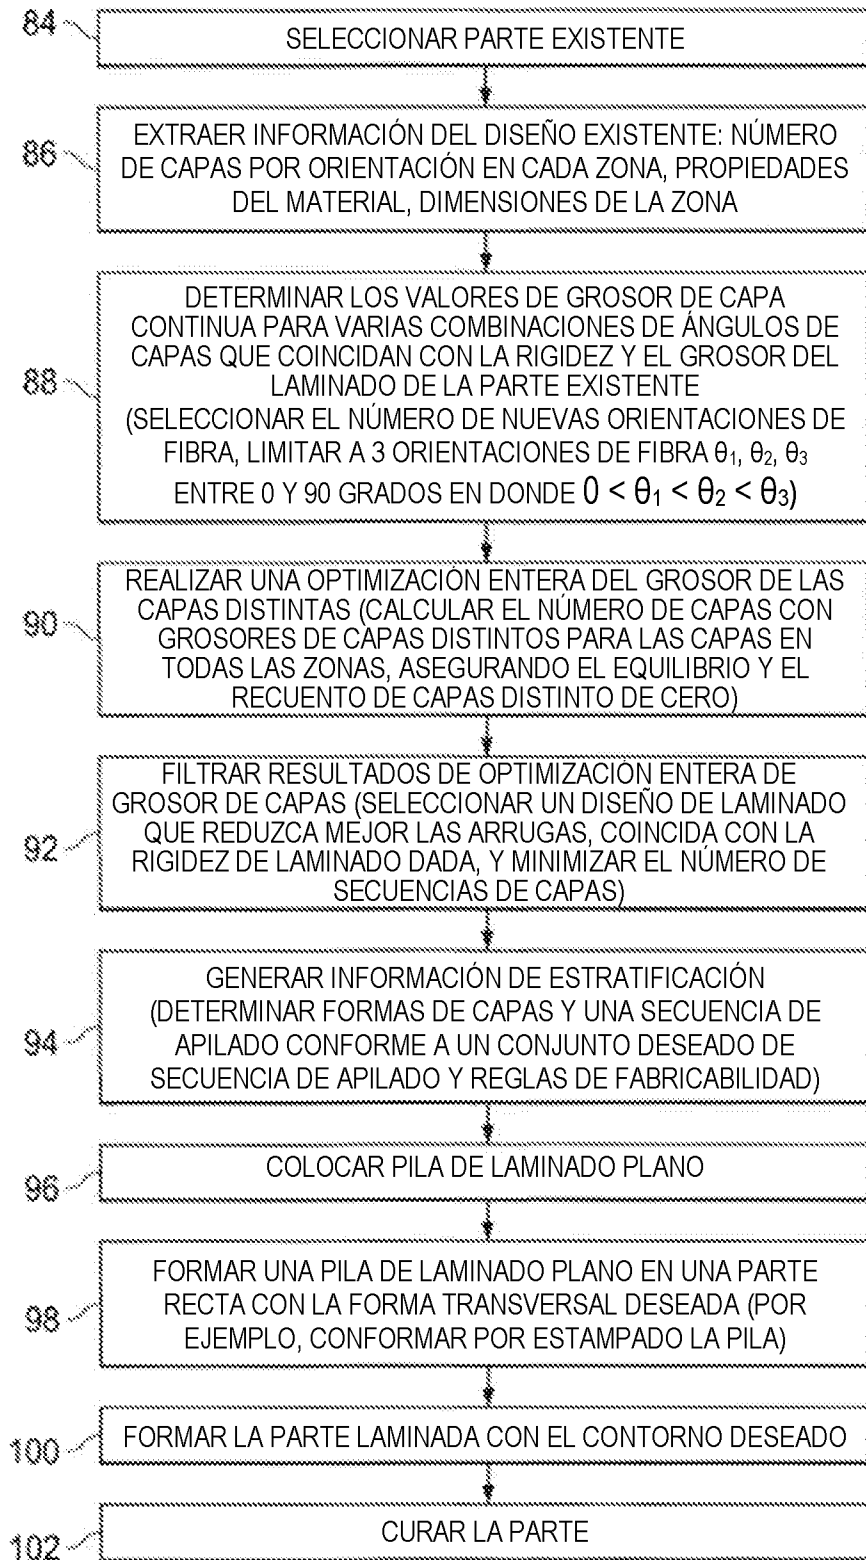 84
SELECCIONAR PARTE EXISTENTE
86
EXTRAER INFORMACIÓN DEL DISEÑO EXISTENTE: NÚMERO
DE CAPAS POR ORIENTACIÓN EN CADA ZONA, PROPIEDADES
DEL MATERIAL, DIMENSIONES DE LA ZONA
88
DETERMINAR LOS VALORES DE GROSOR DE CAPA
CONTINUA PARA VARIAS COMBINACIONES DE ÁNGULOS DE
CAPAS QUE COINCIDAN CON LA RIGIDEZ Y EL GROSOR DEL
LAMINADO DE LA PARTE EXISTENTE
(SELECCIONAR EL NÚMERO DE NUEVAS ORIENTACIONES DE
FIBRA, LIMITAR A 3 ORIENTACIONES DE FIBRA θ₁, θ₂, θ₃
ENTRE 0 Y 90 GRADOS EN DONDE 0 < θ₁ < θ₂ < θ₃)
90
REALIZAR UNA OPTIMIZACIÓN ENTERA DEL GROSOR DE LAS
CAPAS DISTINTAS (CALCULAR EL NÚMERO DE CAPAS CON
GROSORES DE CAPAS DISTINTOS PARA LAS CAPAS EN
TODAS LAS ZONAS, ASEGURANDO EL EQUILIBRIO Y EL
RECUENTO DE CAPAS DISTINTO DE CERO)
92
FILTRAR RESULTADOS DE OPTIMIZACIÓN ENTERA DE
GROSOR DE CAPAS (SELECCIONAR UN DISEÑO DE LAMINADO
QUE REDUZCA MEJOR LAS ARRUGAS, COINCIDA CON LA
RIGIDEZ DE LAMINADO DADA, Y MINIMIZAR EL NÚMERO DE
SECUENCIAS DE CAPAS)
94
GENERAR INFORMACIÓN DE ESTRATIFICACIÓN
(DETERMINAR FORMAS DE CAPAS Y UNA SECUENCIA DE
APILADO CONFORME A UN CONJUNTO DESEADO DE
SECUENCIA DE APILADO Y REGLAS DE FABRICABILIDAD)
96
COLOCAR PILA DE LAMINADO PLANO
98
FORMAR UNA PILA DE LAMINADO PLANO EN UNA PARTE
RECTA CON LA FORMA TRANSVERSAL DESEADA (POR
EJEMPLO, CONFORMAR POR ESTAMPADO LA PILA)
100
FORMAR LA PARTE LAMINADA CON EL CONTORNO DESEADO
102
CURAR LA PARTE